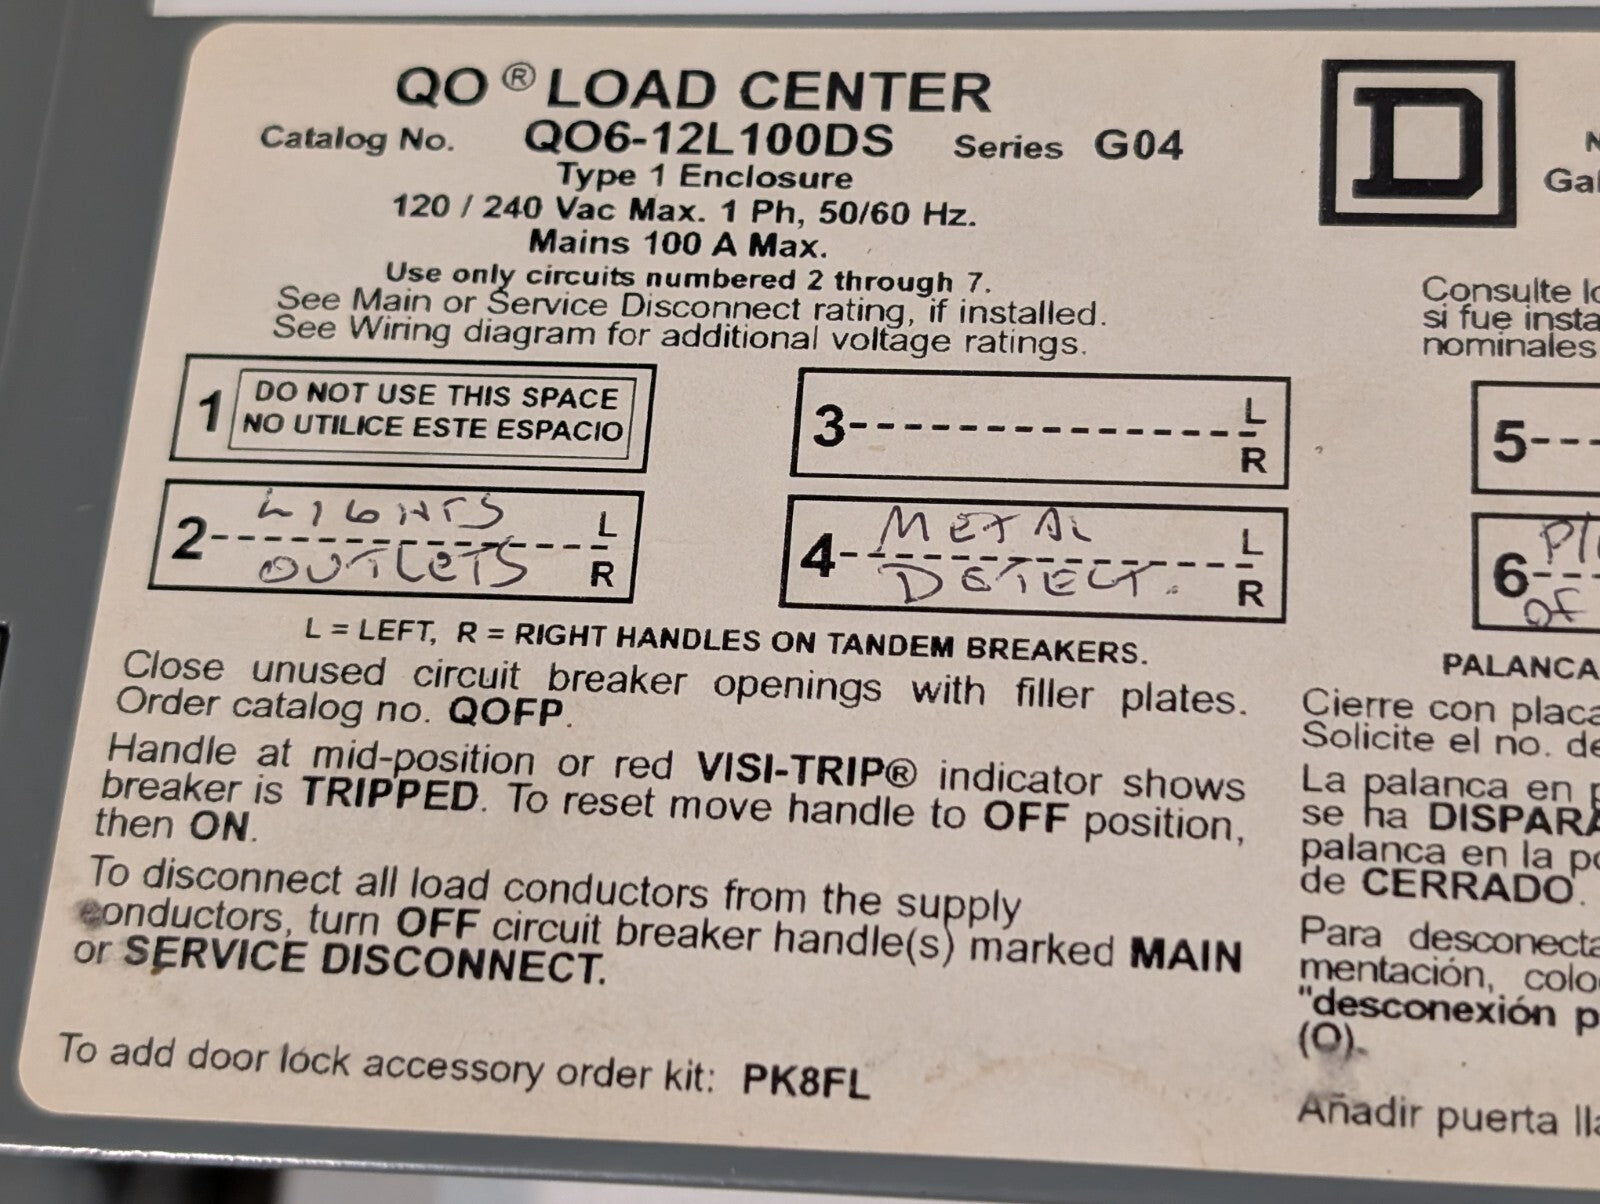 QO® LOAD CENTER
Catalog No. QO6-12L100DS Series G04
Type 1 Enclosure
120 / 240 Vac Max. 1 Ph, 50/60 Hz.
Mains 100 A Max.
Use only circuits numbered 2 through 7.
See Main or Service Disconnect rating, if installed.
See Wiring diagram for additional voltage ratings.
1 DO NOT USE THIS SPACE
NO UTILICE ESTE ESPACIO
2 LIGHTS L
OUTLETS R
3 L
R
4 METAL L
DETECT. R
L = LEFT, R = RIGHT HANDLES ON TANDEM BREAKERS.
Close unused circuit breaker openings with filler plates.
Order catalog no. QOFP.
Handle at mid-position or red VISI-TRIP® indicator shows
breaker is TRIPPED. To reset move handle to OFF position,
then ON.
To disconnect all load conductors from the supply
conductors, turn OFF circuit breaker handle(s) marked MAIN
or SERVICE DISCONNECT.
To add door lock accessory order kit: PK8FL
D
Consulte
si fue
nominales
5
6
OF
PALANCA
Cierre con
Solicite el no.
La palanca en
se ha
palanca en la
de CERRADO.
Para
mentación,
"desconexión
(O).
Añadir puerta